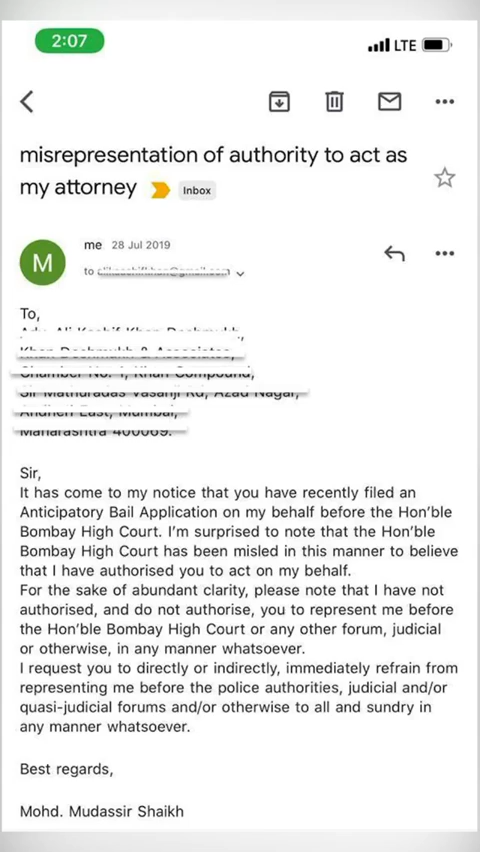 2:07
LTE
misrepresentation of authority to act as
my attorney Inbox
M
me 28 Jul 2019
to
To,
Sir,
It has come to my notice that you have recently filed an
Anticipatory Bail Application on my behalf before the Hon'ble
Bombay High Court. I'm surprised to note that the Hon'ble
Bombay High Court has been misled in this manner to believe
that I have authorised you to act on my behalf.
For the sake of abundant clarity, please note that I have not
authorised, and do not authorise, you to represent me before
the Hon'ble Bombay High Court or any other forum, judicial
or otherwise, in any manner whatsoever.
I request you to directly or indirectly, immediately refrain from
representing me before the police authorities, judicial and/or
quasi-judicial forums and/or otherwise to all and sundry in
any manner whatsoever.
Best regards,
Mohd. Mudassir Shaikh